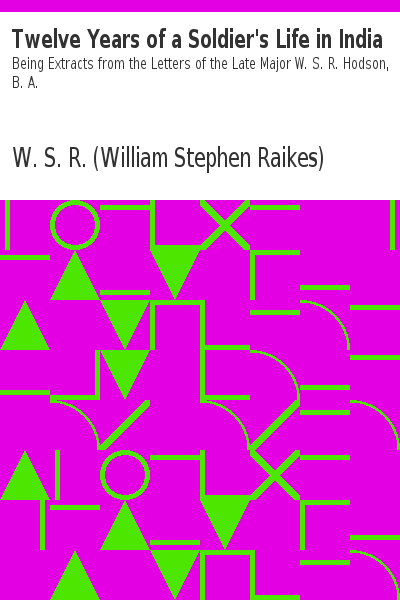 Twelve Years of a Soldier's Life in India
Being Extracts from the Letters of the Late Major W. S. R. Hodson,
B. A.
W. S. R. (William Stephen Raikes)